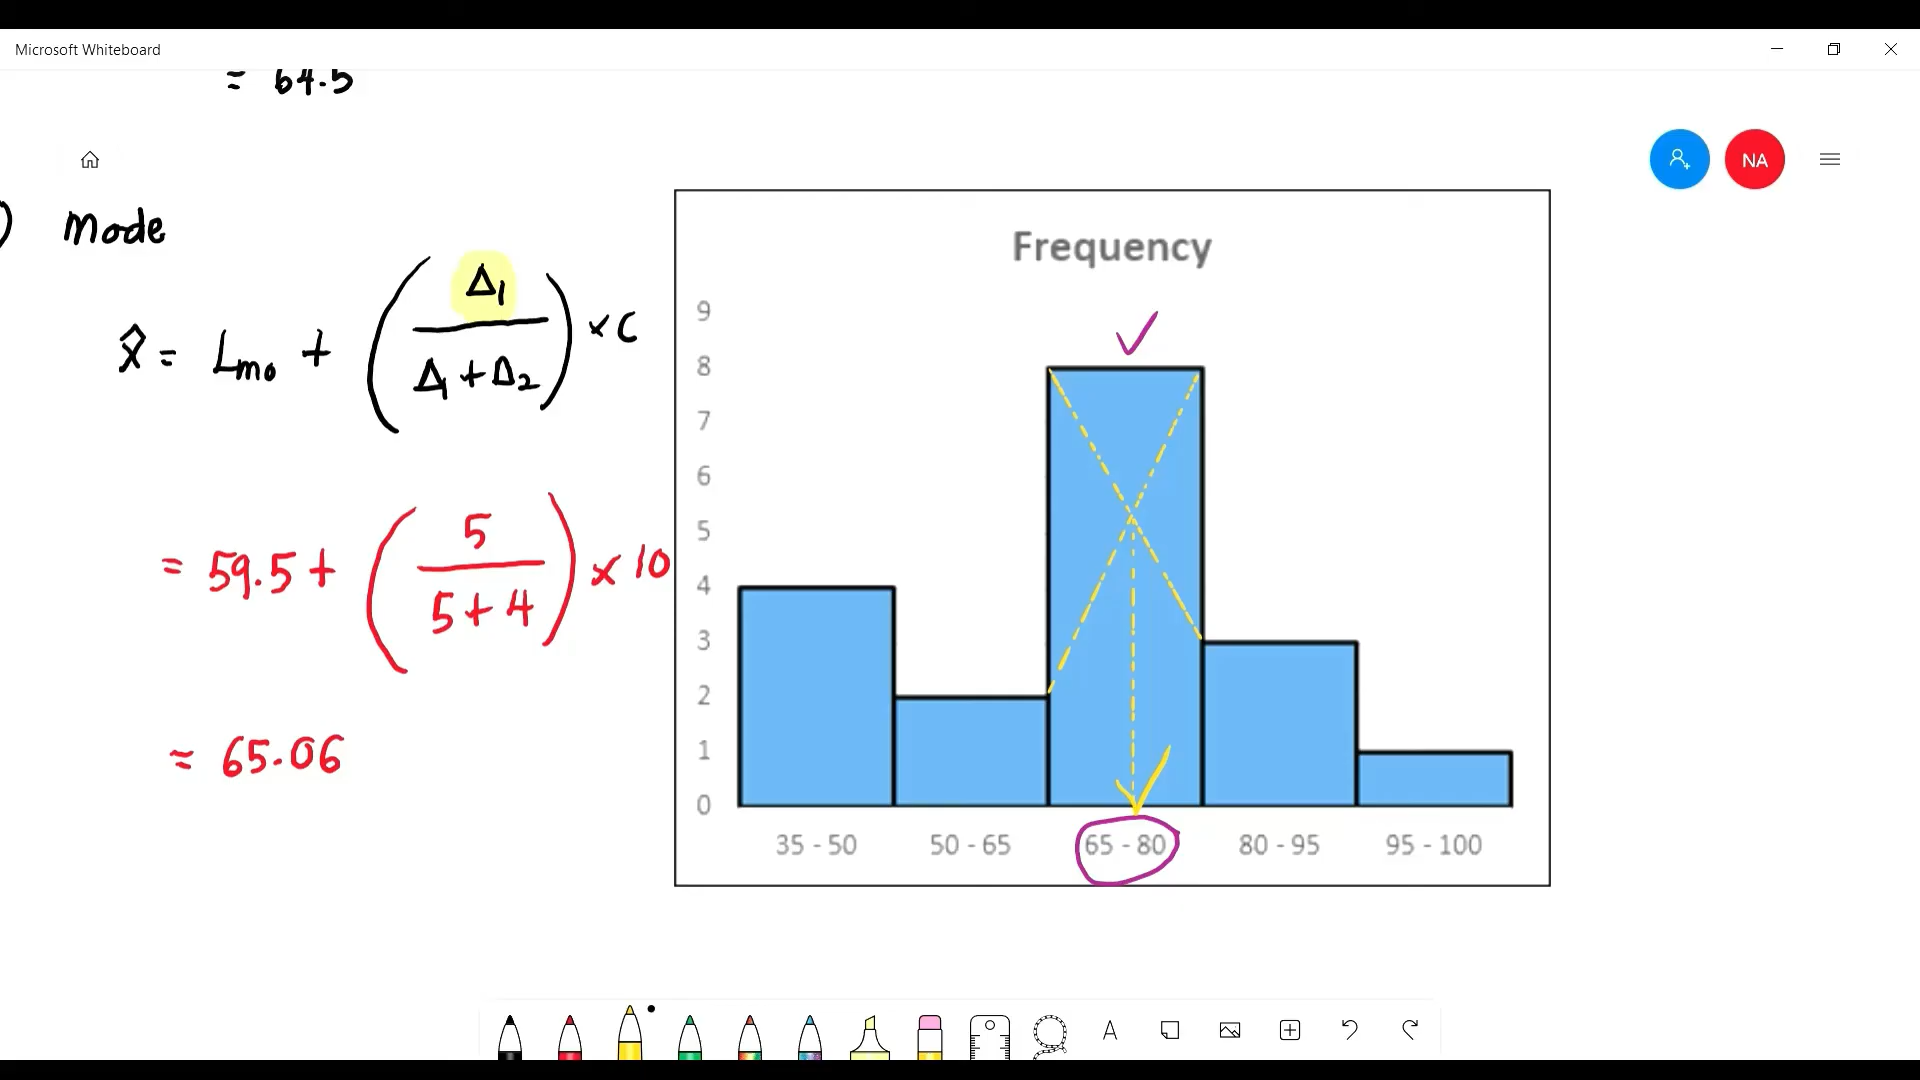 Microsoft Whiteboard
= 64.5
NA
) Mode
x̂ = Lmo + (Δ1 / Δ1 + Δ2) × C
= 59.5 + (5 / 5 + 4) × 10
≈ 65.06
Frequency
9
8
7
6
5
4
3
2
1
0
35 - 50 50 - 65 65 - 80 80 - 95 95 - 100
A